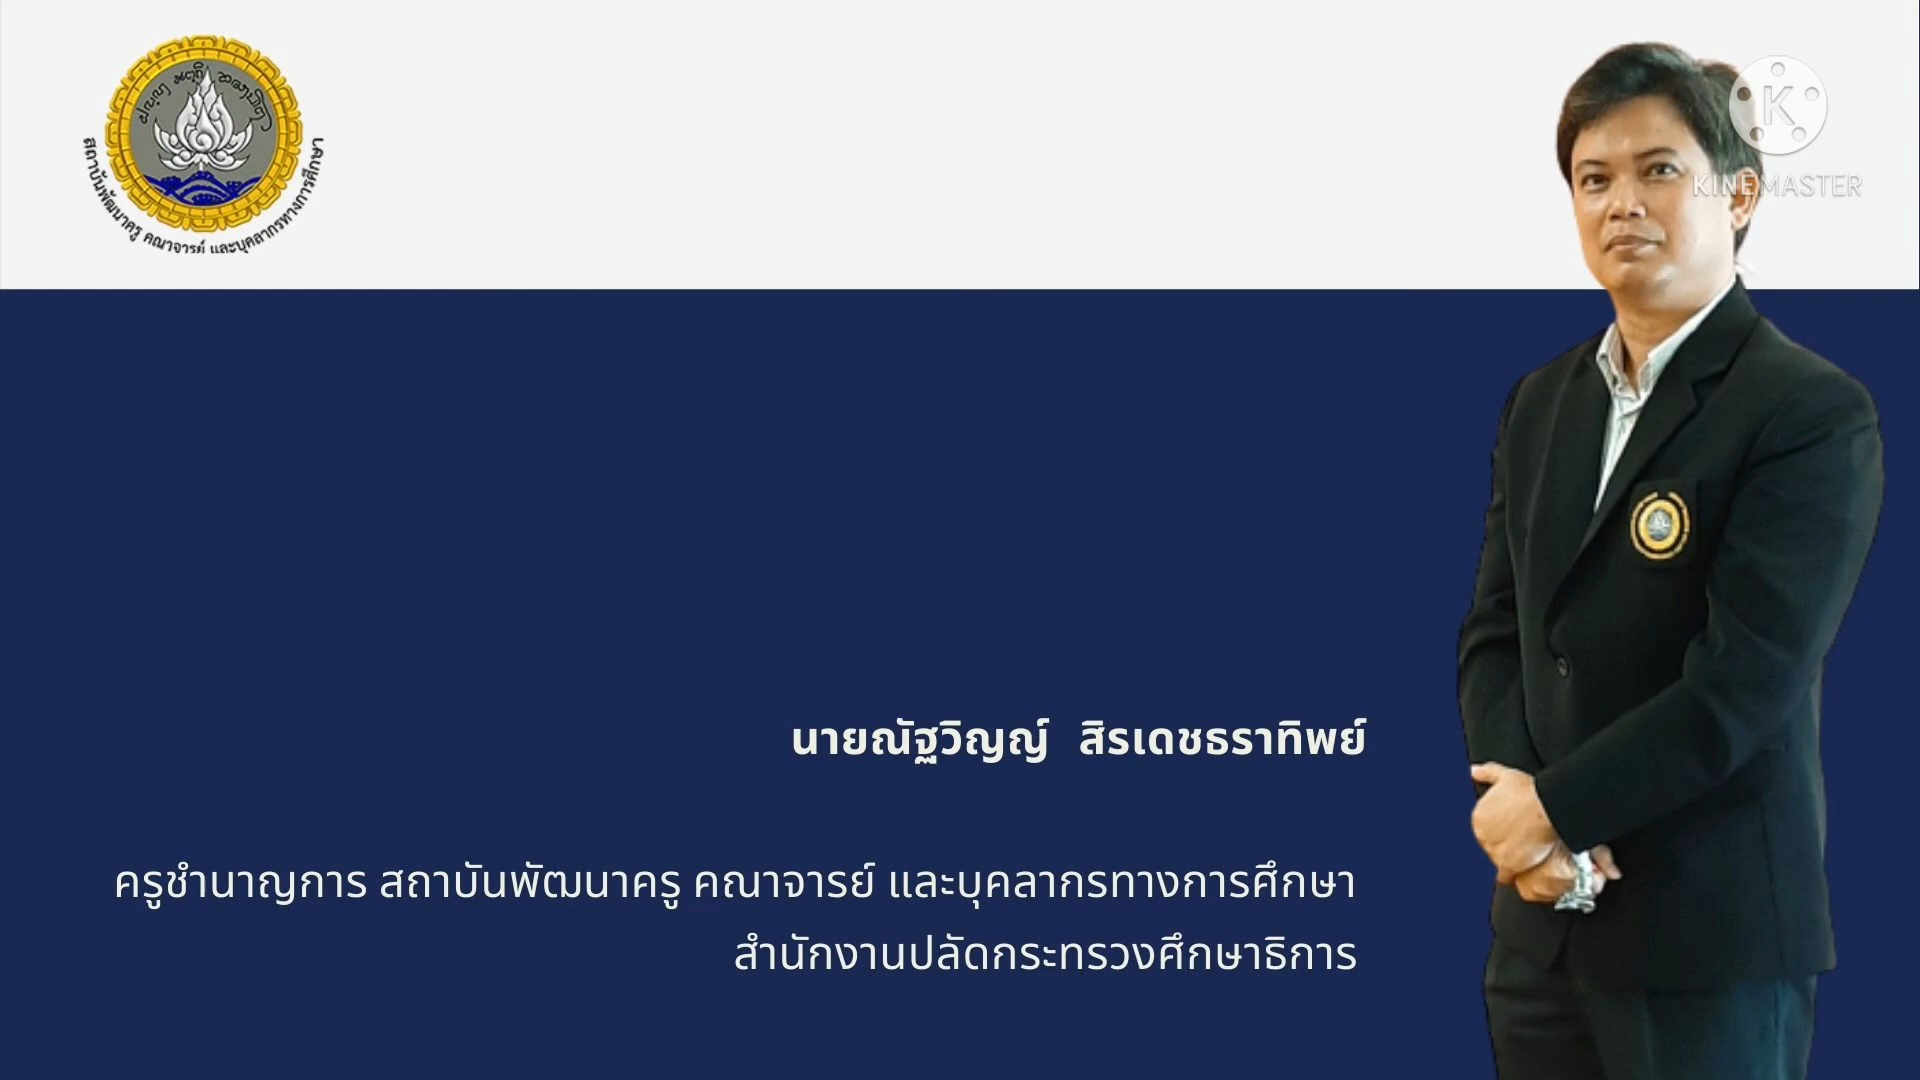 สถาบันพัฒนาครู คณาจารย์ และบุคลากรทางการศึกษา
K
KINEMASTER
นายณัฐวิญญ์ สิรเดชธราทิพย์
ครูชำนาญการ สถาบันพัฒนาครู คณาจารย์ และบุคลากรทางการศึกษา
สำนักงานปลัดกระทรวงศึกษาธิการ